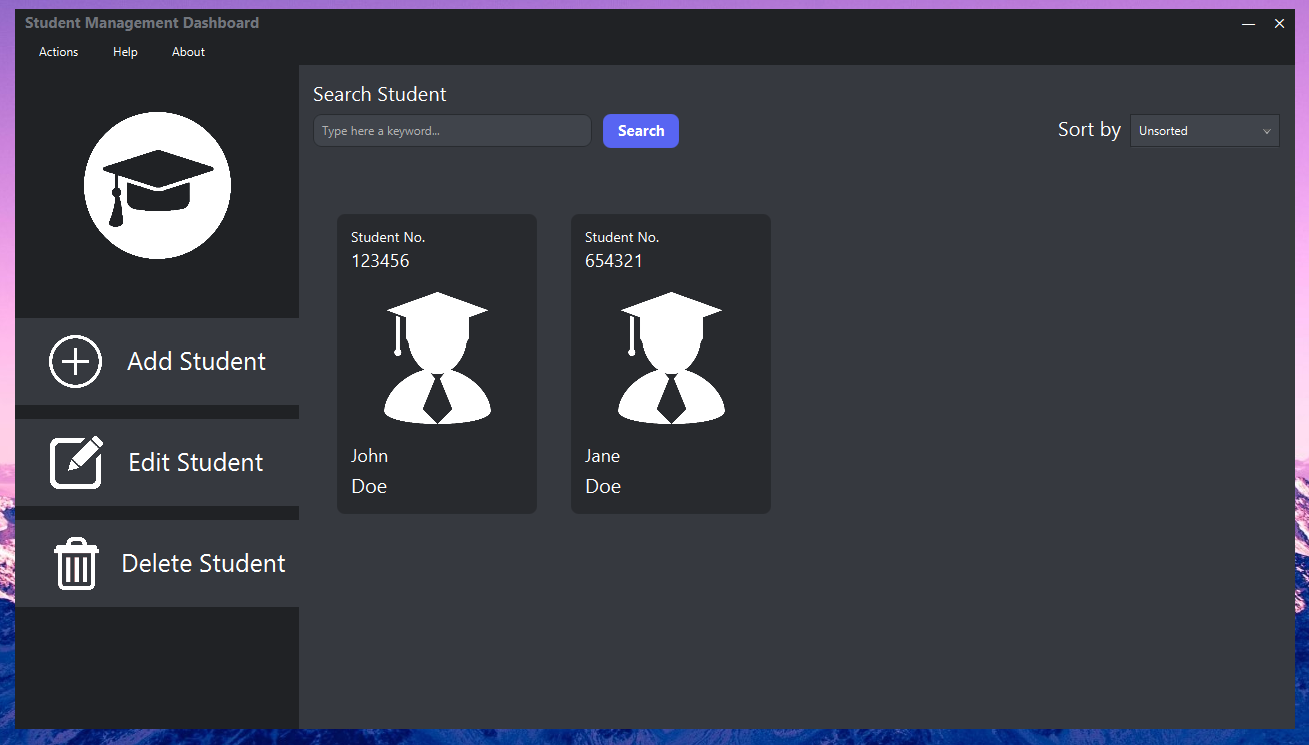 Student Management Dashboard
Actions Help About
Search Student
Type here a keyword...
Search
Sort by
Unsorted
Add Student
Edit Student
Delete Student
Student No.
123456
John
Doe
Student No.
654321
Jane
Doe